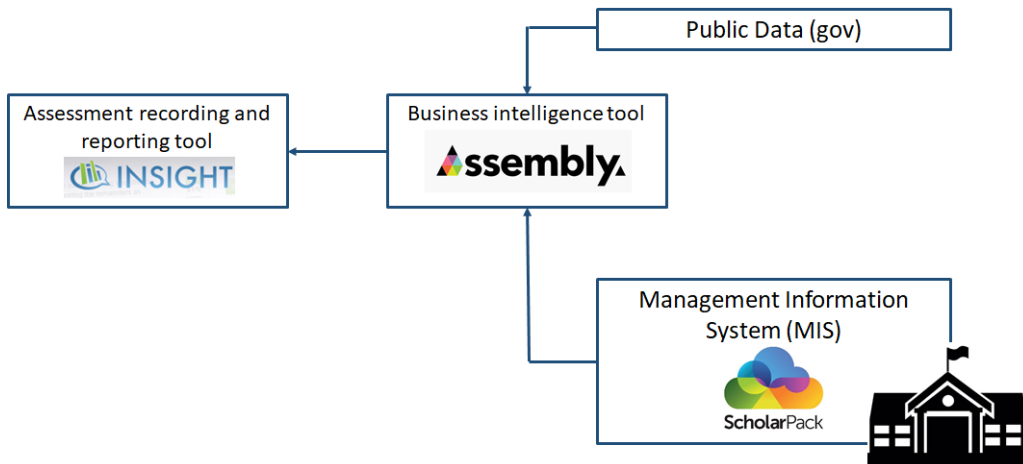 Public Data (gov)
Assessment recording and
reporting tool
INSIGHT
Business intelligence tool
Assembly.
Management Information
System (MIS)
ScholarPack